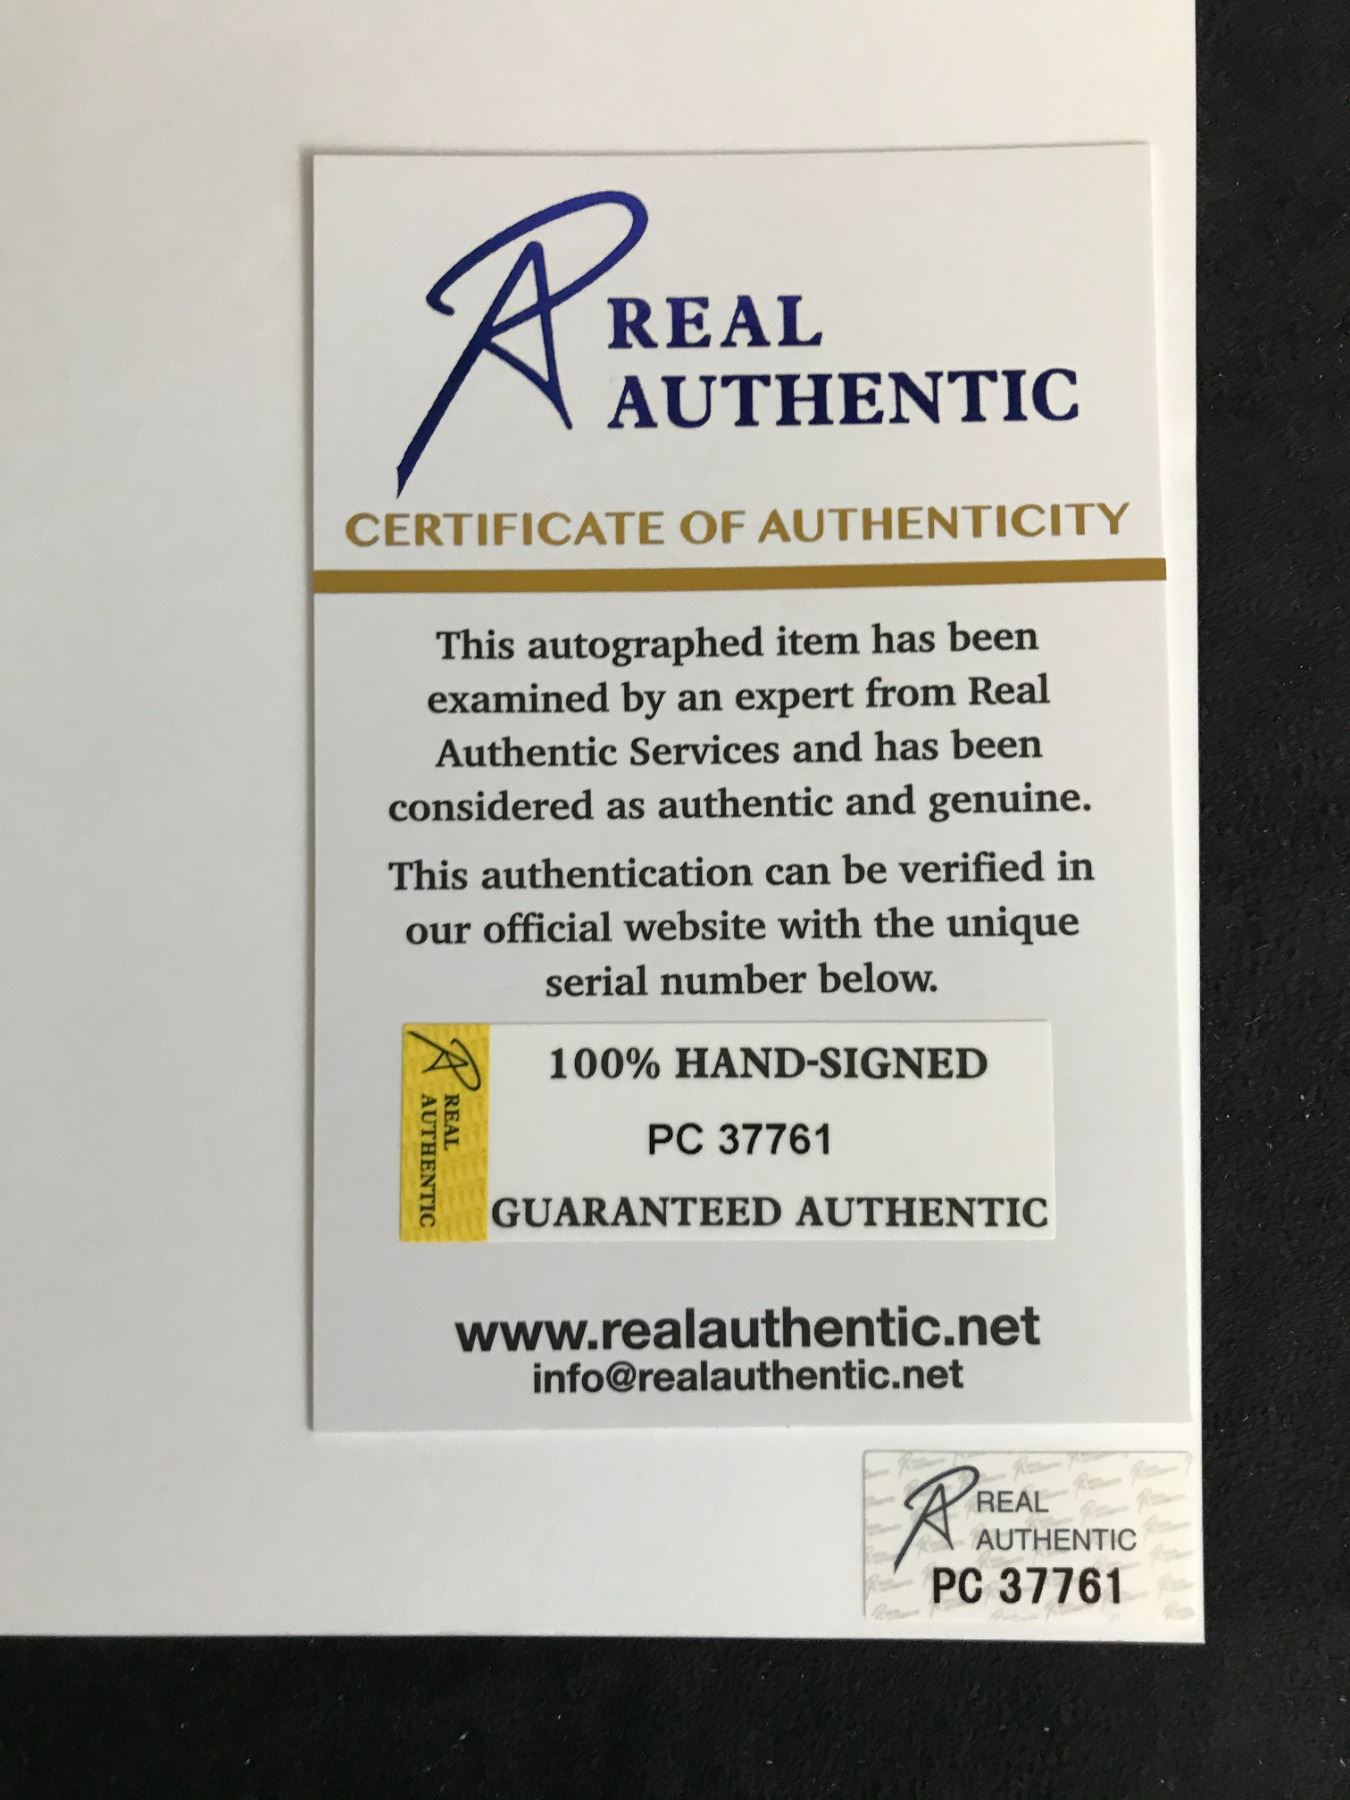 REAL
AUTHENTIC
CERTIFICATE OF AUTHENTICITY
This autographed item has been
examined by an expert from Real
Authentic Services and has been
considered as authentic and genuine.
This authentication can be verified in
our official website with the unique
serial number below.
REAL
AUTHENTIC
100% HAND-SIGNED
PC 37761
GUARANTEED AUTHENTIC
www.realauthentic.net
info@realauthentic.net
REAL
AUTHENTIC
PC 37761